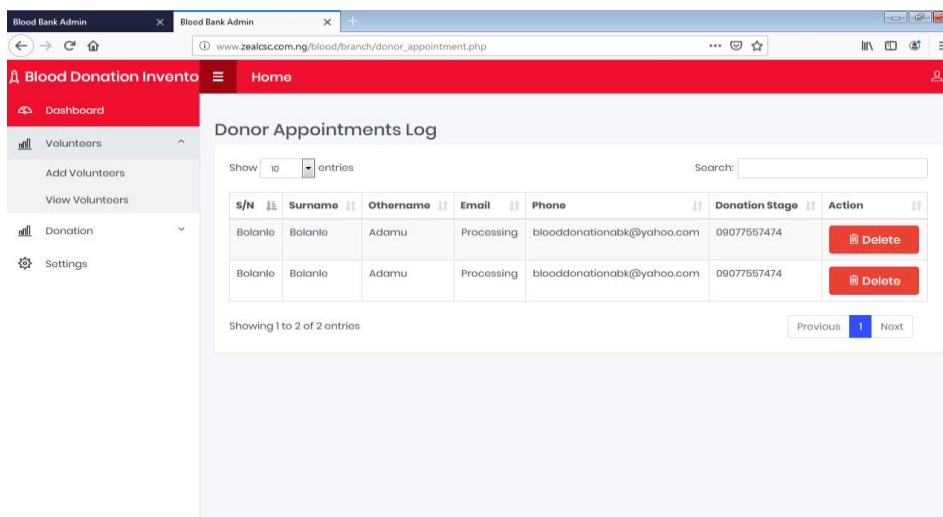 Blood Bank Admin
Blood Bank Admin
www.zealcsc.com.ng/blood/branch/donor_appointment.php
Blood Donation Invento
Home
Dashboard
Volunteers
Add Volunteers
View Volunteers
Donation
Settings
Donor Appointments Log
Show 10 entries Search:
S/N Surname Othername Email Phone Donation Stage Action
Bolanle Bolanle Adamu Processing blooddonationabk@yahoo.com 09077557474 Delete
Bolanle Bolanle Adamu Processing blooddonationabk@yahoo.com 09077557474 Delete
Showing 1 to 2 of 2 entries Previous 1 Next